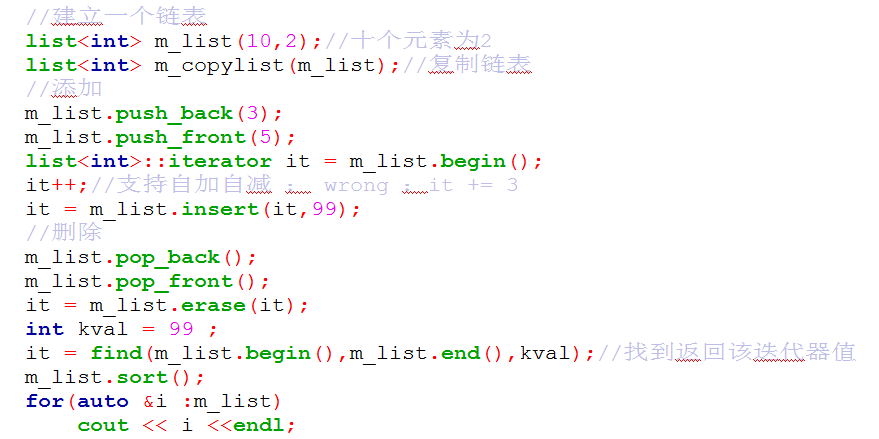 //建立一个链表
list<int> m_list(10,2);//十个元素为2
list<int> m_copylist(m_list);//复制链表
//添加
m_list.push_back(3);
m_list.push_front(5);
list<int>::iterator it = m_list.begin();
it++;//支持自加自减 ; wrong ;it += 3
it = m_list.insert(it,99);
//删除
m_list.pop_back();
m_list.pop_front();
it = m_list.erase(it);
int kval = 99 ;
it = find(m_list.begin(),m_list.end(),kval);//找到返回该迭代器值
m_list.sort();
for(auto &i :m_list)
    cout << i <<endl;